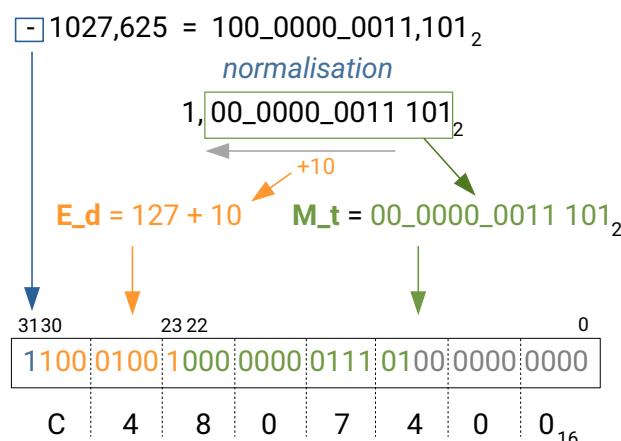 - 1027,625 = 100_0000_0011,101₂
normalisation
1,00_0000_0011 101₂
+10
E_d = 127 + 10 M_t = 00_0000_0011 101₂
31 30 23 22 0
1100 0100 1000 0000 0111 0100 0000 0000
C 4 8 0 7 4 0 0₁₆